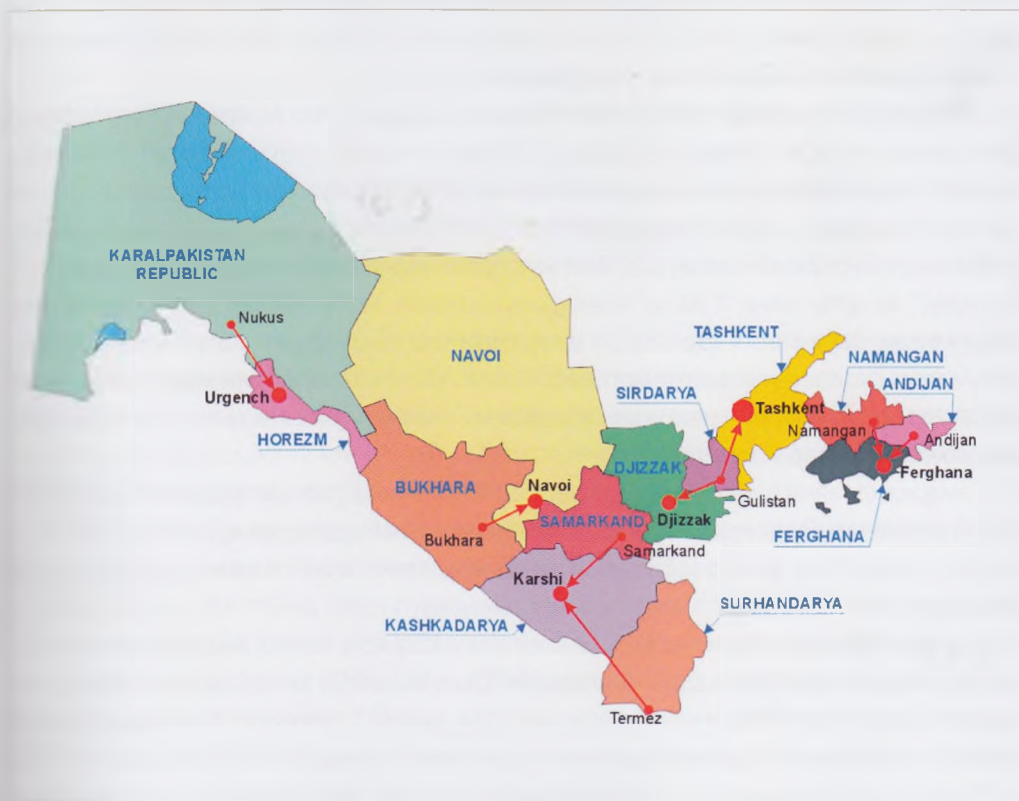 KARALPAKISTAN
REPUBLIC
Nukus
Urgench
HOREZM
NAVOI
BUKHARA
Navoi
Bukhara
SAMARKAND
Samarkand
Karshi
KASHKADARYA
Termez
SURHANDARYA
DJIZZAK
Djizzak
SIRDARYA
Gulistan
TASHKENT
Tashkent
NAMANGAN
Namangan
ANDIJAN
Andijan
Ferghana
FERGHANA